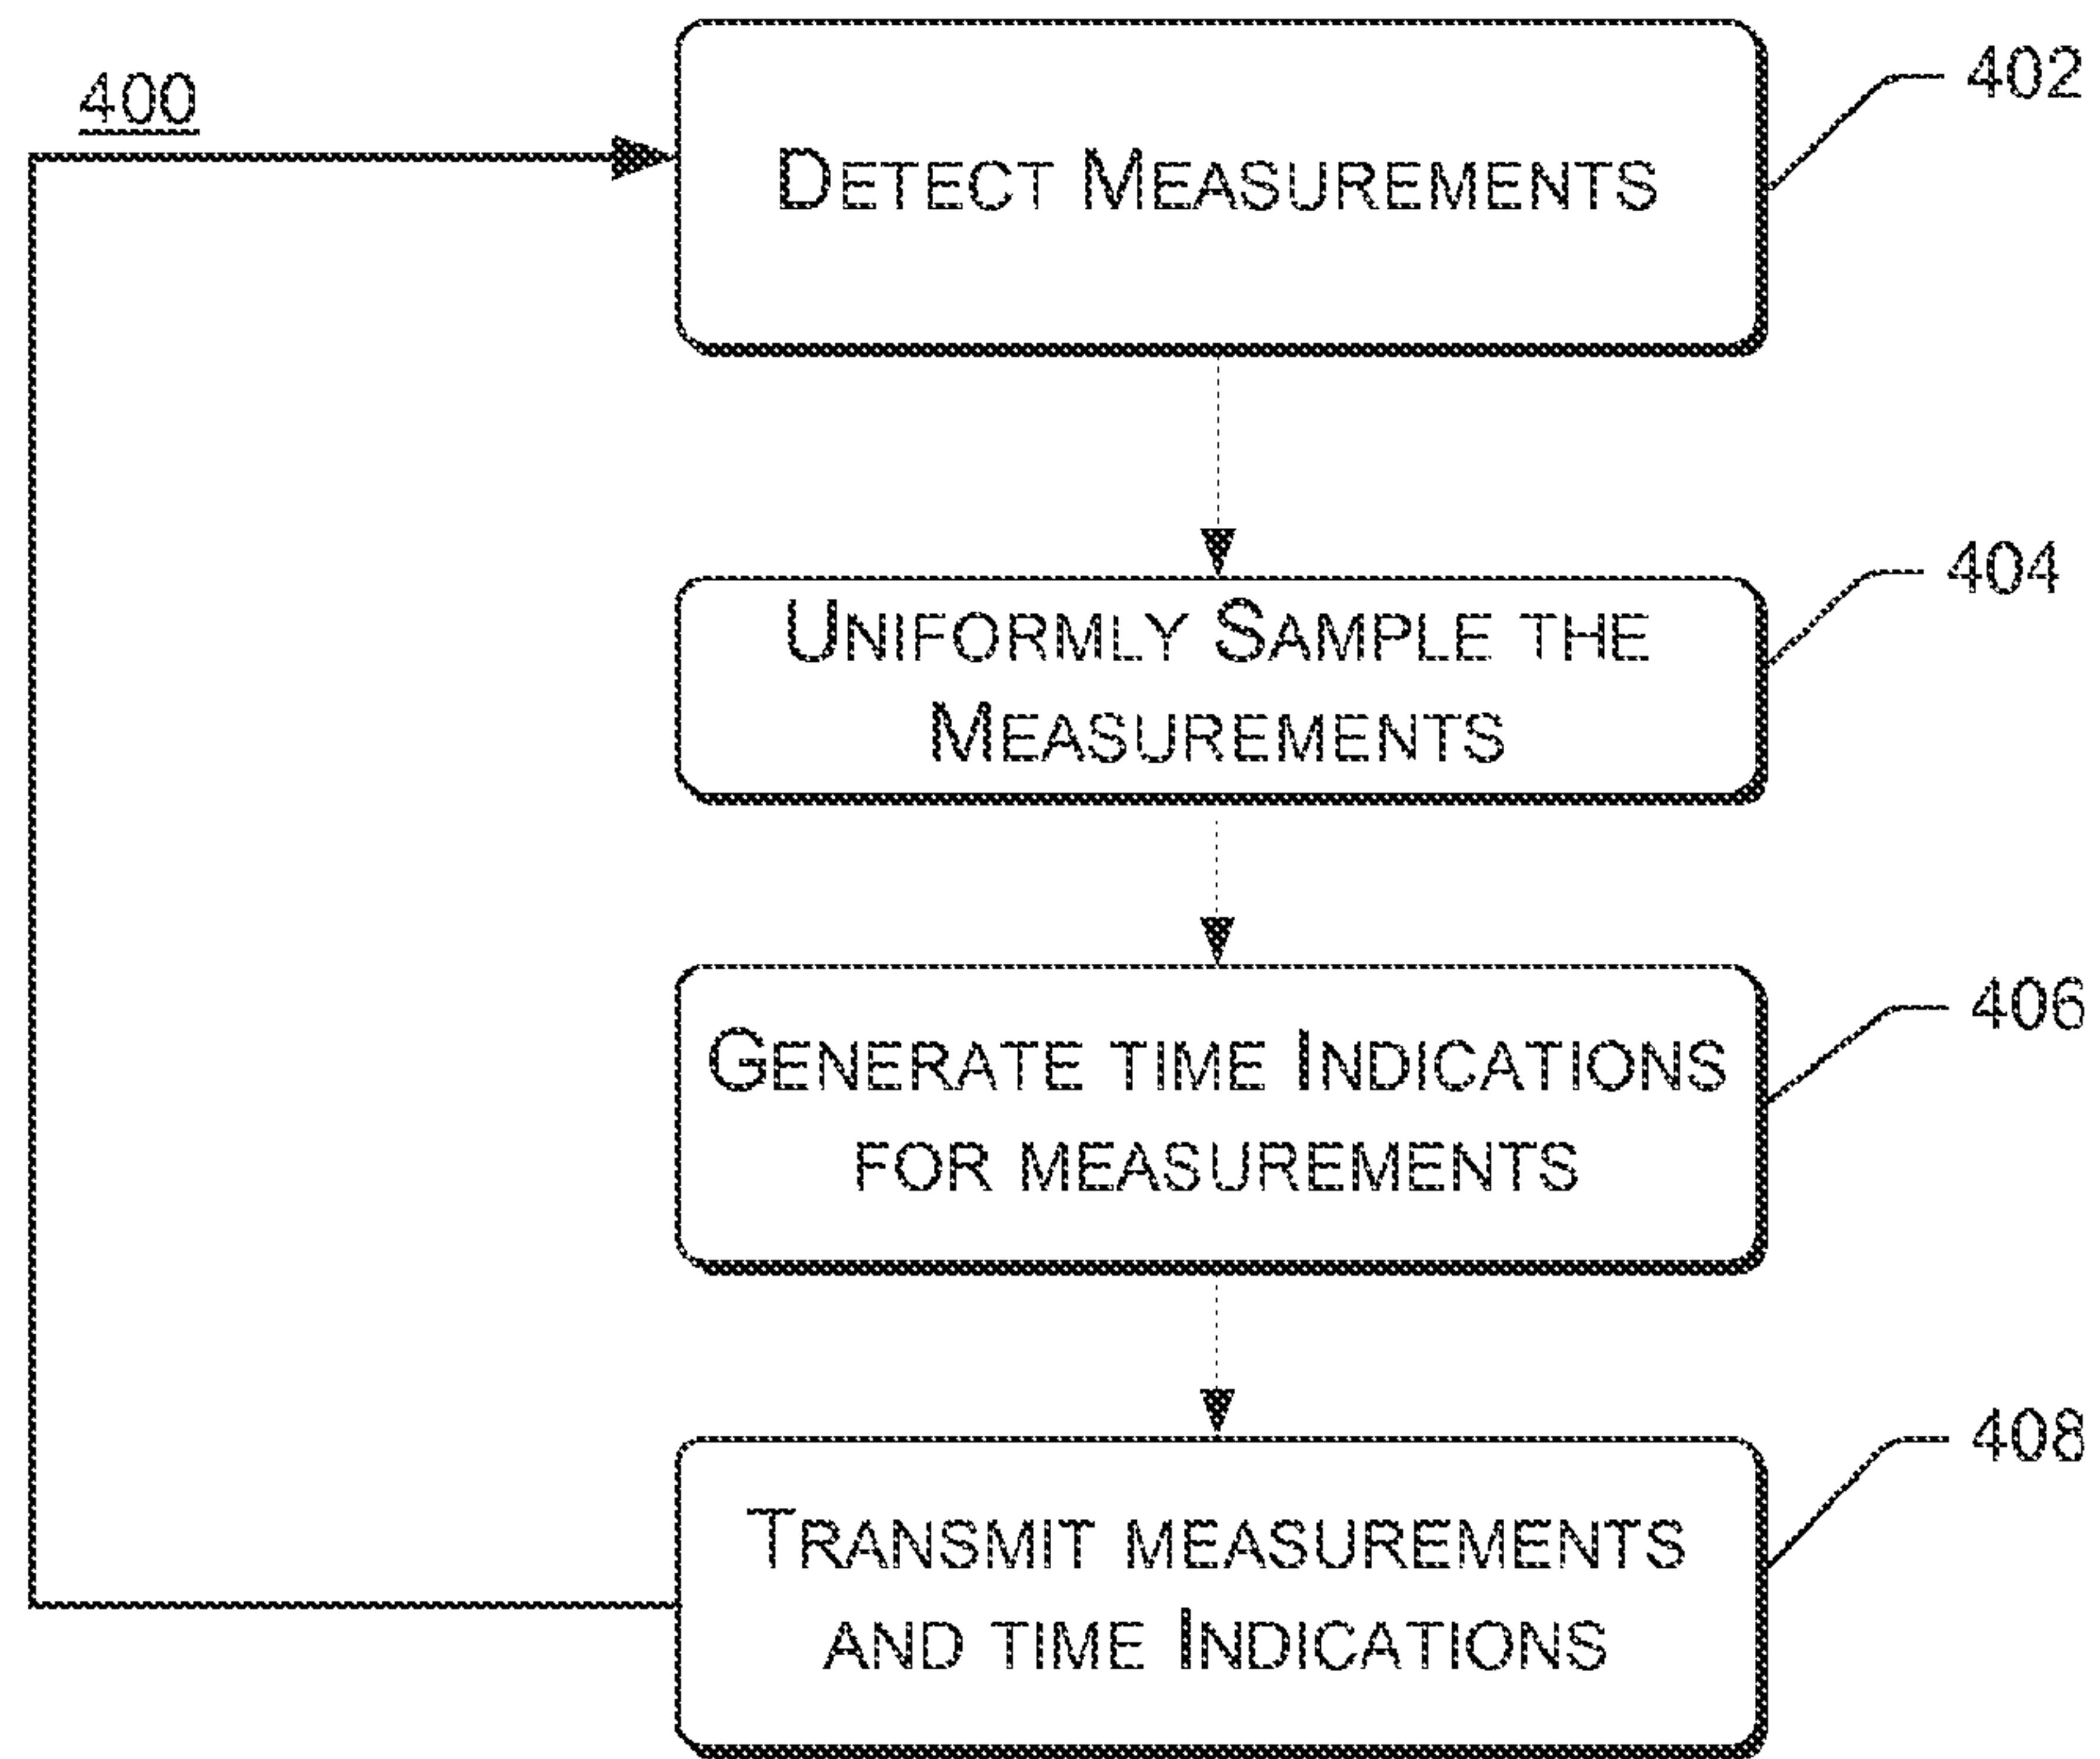 400
402
DETECT MEASUREMENTS
404
UNIFORMLY SAMPLE THE
MEASUREMENTS
406
GENERATE TIME INDICATIONS
FOR MEASUREMENTS
408
TRANSMIT MEASUREMENTS
AND TIME INDICATIONS